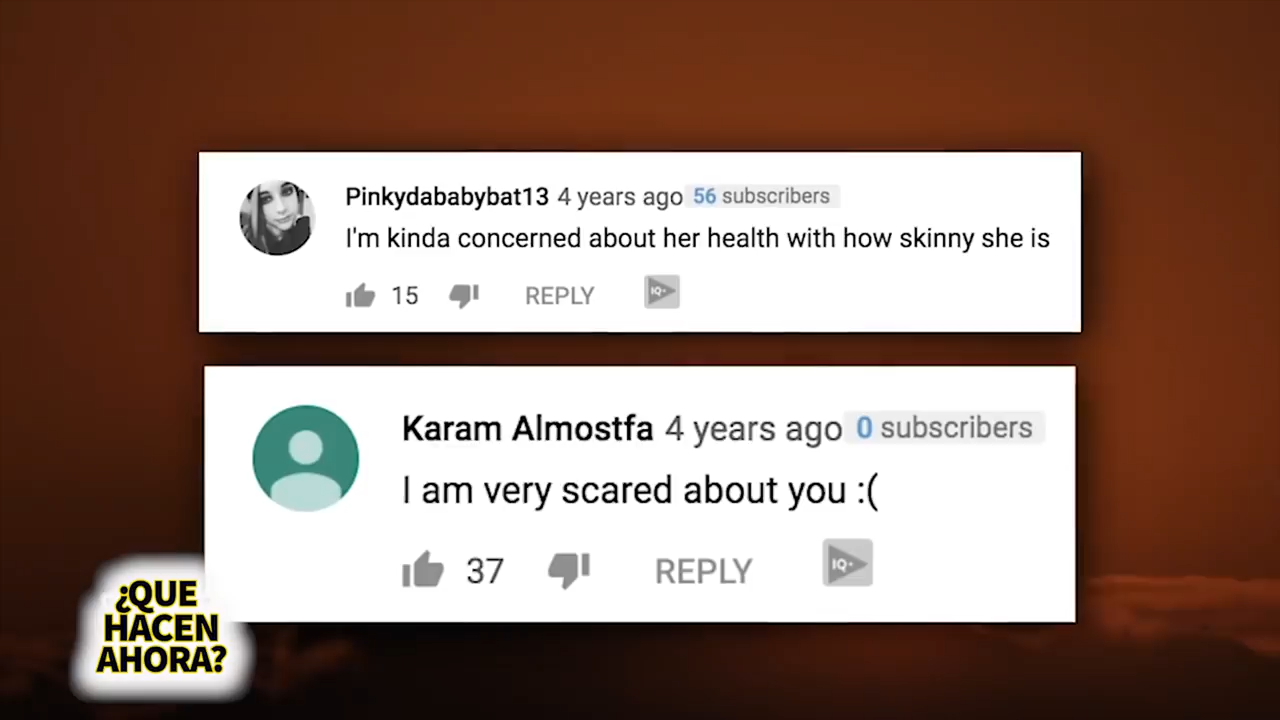 Pinkydababybat13 4 years ago 56 subscribers
I'm kinda concerned about her health with how skinny she is
15 REPLY IQ+
Karam Almostfa 4 years ago 0 subscribers
I am very scared about you :(
37 REPLY IQ+
¿QUE
HACEN
AHORA?